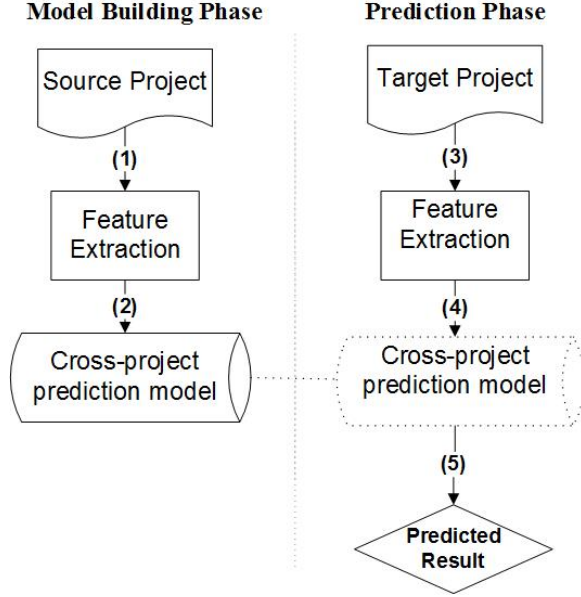 Model Building Phase
Source Project
(1)
Feature
Extraction
(2)
Cross-project
prediction model
Prediction Phase
Target Project
(3)
Feature
Extraction
(4)
Cross-project
prediction model
(5)
Predicted
Result